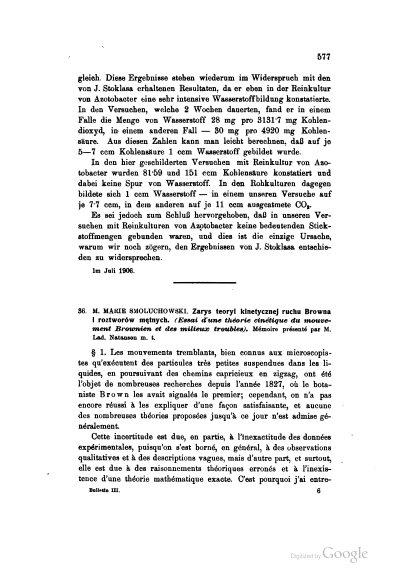 577
gleich. Diese Ergebnisse stehen wiederum im Widerspruch mit den
von J. Stoklasa erhaltenen Resultaten, da er eben in der Reinkultur
von Azotobacter eine sehr intensive Wasserstoffbildung konstatierte.
In den Versuchen, welche 2 Wochen dauerten, fand er in einem
Falle die Menge von Wasserstoff 28 mg pro 3131·7 mg Kohlen-
dioxyd, in einem anderen Fall — 30 mg pro 4920 mg Kohlen-
säure. Aus diesen Zahlen kann man leicht berechnen, daß auf je
5—7 ccm Kohlensäure 1 ccm Wasserstoff gebildet wurde.
In den hier geschilderten Versuchen mit Reinkultur von Azo-
tobacter wurden 81·59 und 151 ccm Kohlensäure konstatiert und
dabei keine Spur von Wasserstoff. In den Rohkulturen dagegen
bildete sich 1 ccm Wasserstoff — in einem unserer Versuche auf
je 7·7 ccm, in dem anderen auf je 11 ccm ausgeatmete CO₂.
Es sei jedoch zum Schluß hervorgehoben, daß in unseren Ver-
suchen mit Reinkulturen von Azotobacter keine bedeutenden Stick-
stoffmengen gebunden waren, und dies ist die einzige Ursache,
warum wir noch zögern, den Ergebnissen von J. Stoklasa entschie-
den zu widersprechen.
Im Juli 1906.
36. M. MARIE SMOLUCHOWSKI. Zarys teoryi kinetycznej ruchu Browna
i roztworów mętnych. (Essai d'une théorie cinétique du mouve-
ment Brownien et des milieux troubles). Mémoire présenté par M.
Lad. Natanson m. t.
§ 1. Les mouvements tremblants, bien connus aux microscopis-
tes qu'exécutent des particules très petites suspendues dans les li-
quides, en poursuivant des chemins capricieux en zigzag, ont été
l'objet de nombreuses recherches depuis l'année 1827, où le bota-
niste Brown les avait signalés le premier; cependant, on n'a pas
encore réussi à les expliquer d'une façon satisfaisante, et aucune
des nombreuses théories proposées jusqu'à ce jour n'est admise gé-
néralement.
Cette incertitude est due, en partie, à l'inexactitude des données
expérimentales, puisqu'on s'est borné, en général, à des observations
qualitatives et à des descriptions vagues, mais d'autre part, et surtout,
elle est due à des raisonnements théoriques erronés et à l'inexis-
tence d'une théorie mathématique exacte. C'est pourquoi j'ai entre-
Bulletin III. 6
Digitized by Google